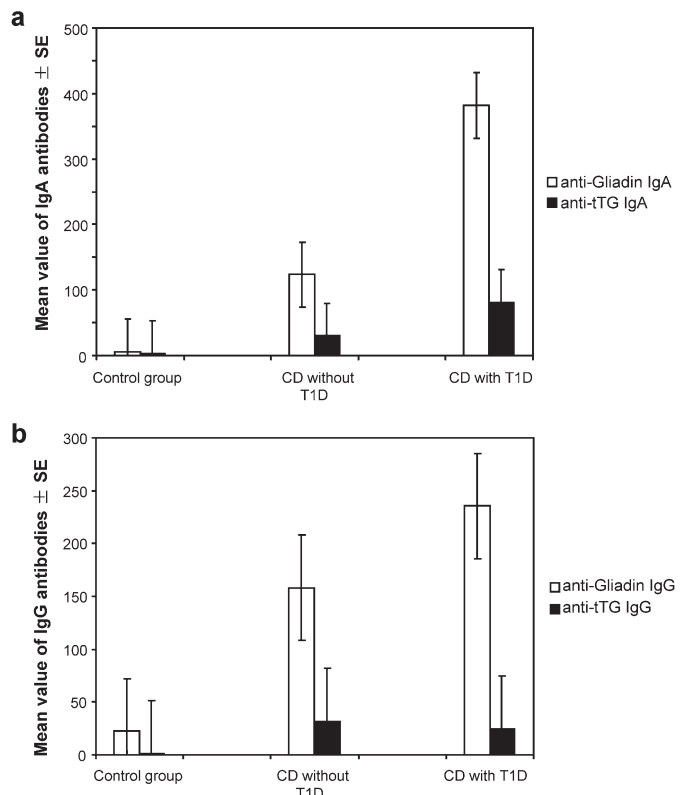 a
Mean value of IgA antibodies ± SE
500
400
300
200
100
0
Control group
CD without
T1D
CD with T1D
anti-Gliadin IgA
anti-tTG IgA
b
Mean value of IgG antibodies ± SE
300
250
200
150
100
50
0
Control group
CD without
T1D
CD with T1D
anti-Gliadin IgG
anti-tTG IgG